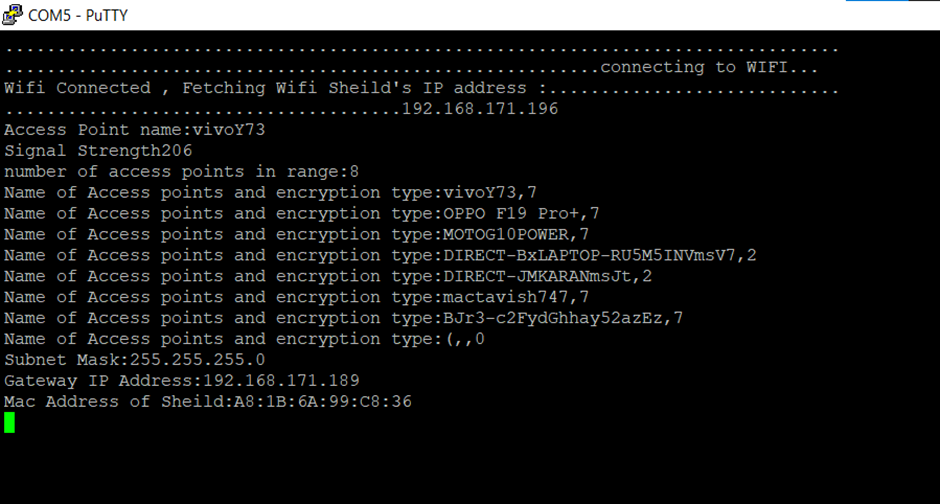 COM5 - PuTTY
................................................................................
.........................................................connecting to WIFI...
Wifi Connected , Fetching Wifi Sheild's IP address :............................
......................................192.168.171.196
Access Point name:vivoY73
Signal Strength206
number of access points in range:8
Name of Access points and encryption type:vivoY73,7
Name of Access points and encryption type:OPPO F19 Pro+,7
Name of Access points and encryption type:MOTOG10POWER,7
Name of Access points and encryption type:DIRECT-BxLAPTOP-RU5M5INVmsV7,2
Name of Access points and encryption type:DIRECT-JMKARANmsJt,2
Name of Access points and encryption type:mactavish747,7
Name of Access points and encryption type:BJr3-c2FydGhhay52azEz,7
Name of Access points and encryption type:(,,0
Subnet Mask:255.255.255.0
Gateway IP Address:192.168.171.189
Mac Address of Sheild:A8:1B:6A:99:C8:36